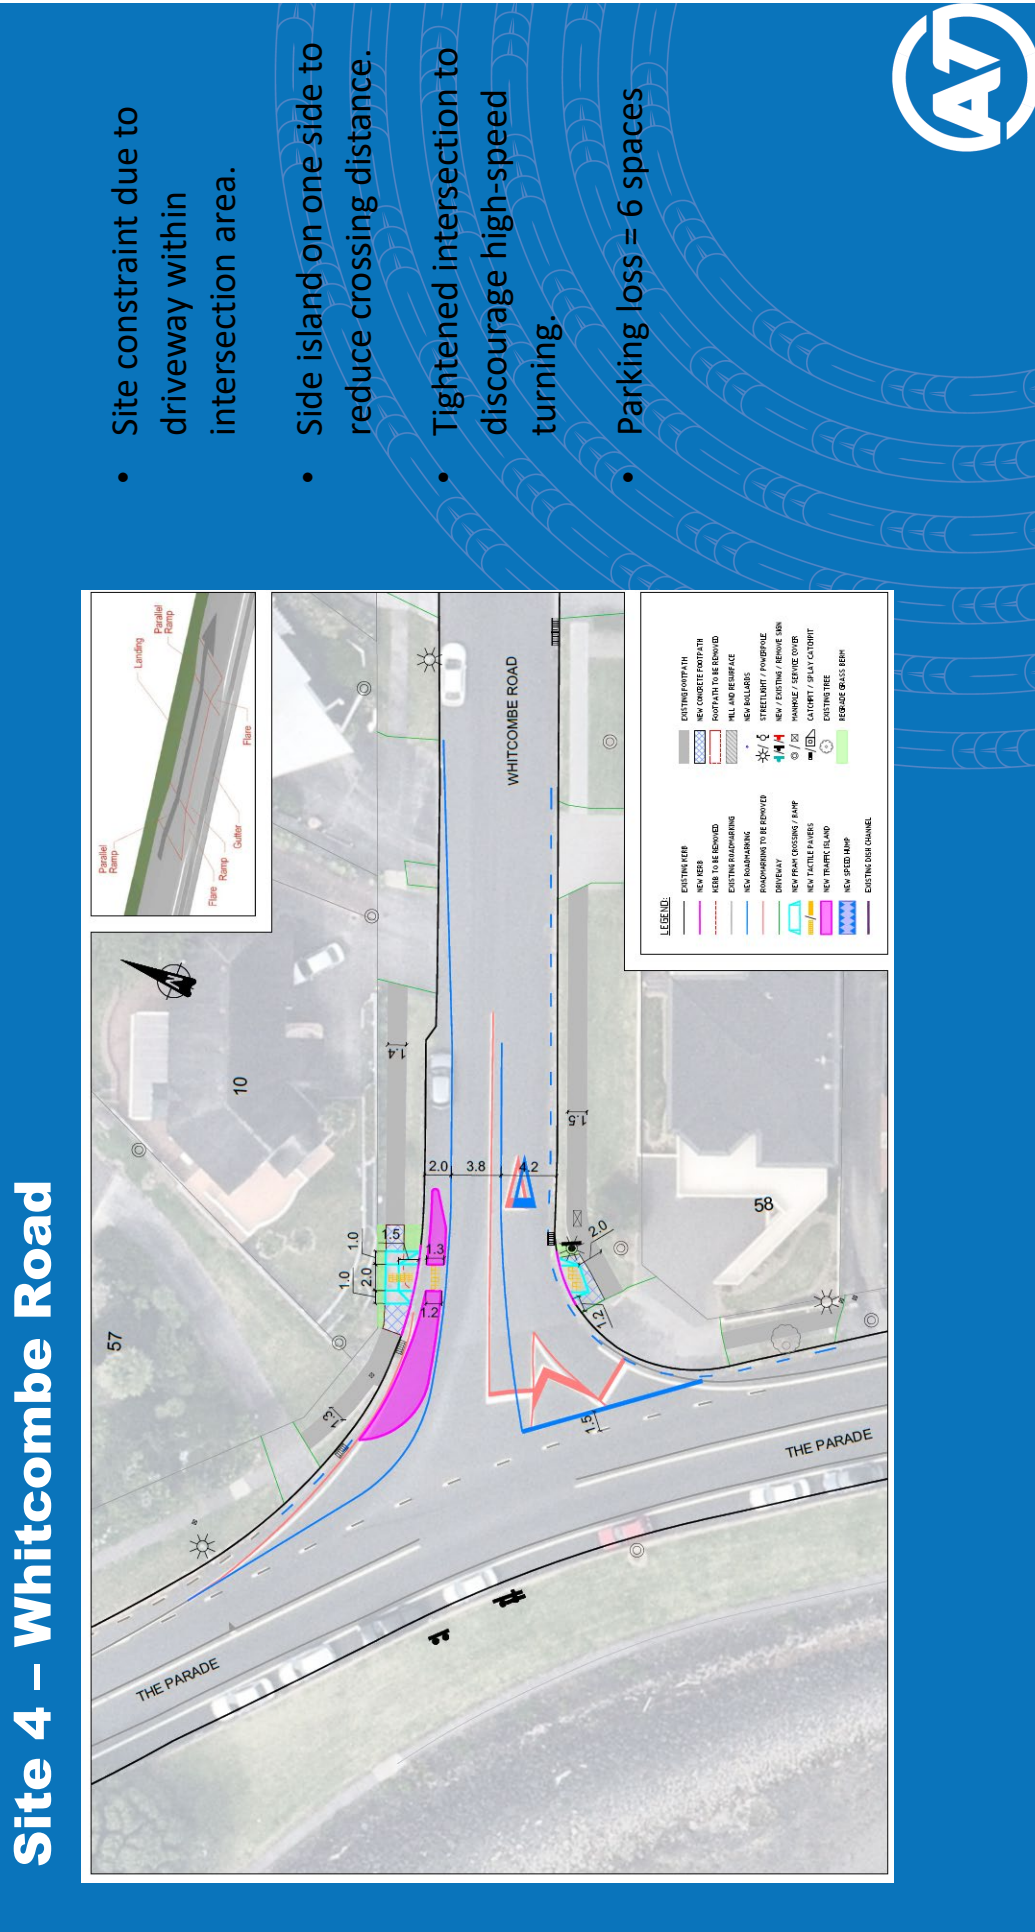 Site 4 – Whitcombe Road
• Site constraint due to
driveway within
intersection area.
• Side island on one side to
reduce crossing distance.
• Tightened intersection to
discourage high-speed
turning.
• Parking loss = 6 spaces
Parallel
Ramp
Landing
Parallel
Ramp
Flare
Ramp
Gutter
Flare
N
57
10
58
1.3
1.0
1.0
2.0
1.5
1.3
1.2
1.4
2.0
3.8
4.2
1.5
1.2
2.0
1.5
WHITCOMBE ROAD
THE PARADE
THE PARADE
LEGEND:
EXISTING KERB
NEW KERB
KERB TO BE REMOVED
EXISTING ROADMARKING
NEW ROADMARKING
ROADMARKING TO BE REMOVED
DRIVEWAY
NEW PRAM CROSSING / RAMP
NEW TACTILE PAVERS
NEW TRAFFIC ISLAND
NEW SPEED HUMP
EXISTING DISH CHANNEL
EXISTING FOOTPATH
NEW CONCRETE FOOTPATH
FOOTPATH TO BE REMOVED
MILL AND RESURFACE
NEW BOLLARDS
STREETLIGHT / POWERPOLE
NEW / EXISTING / REMOVE SIGN
MANHOLE / SERVICE COVER
CATCHPIT / SPLAY CATCHPIT
EXISTING TREE
REGRADE GRASS BERM
AT